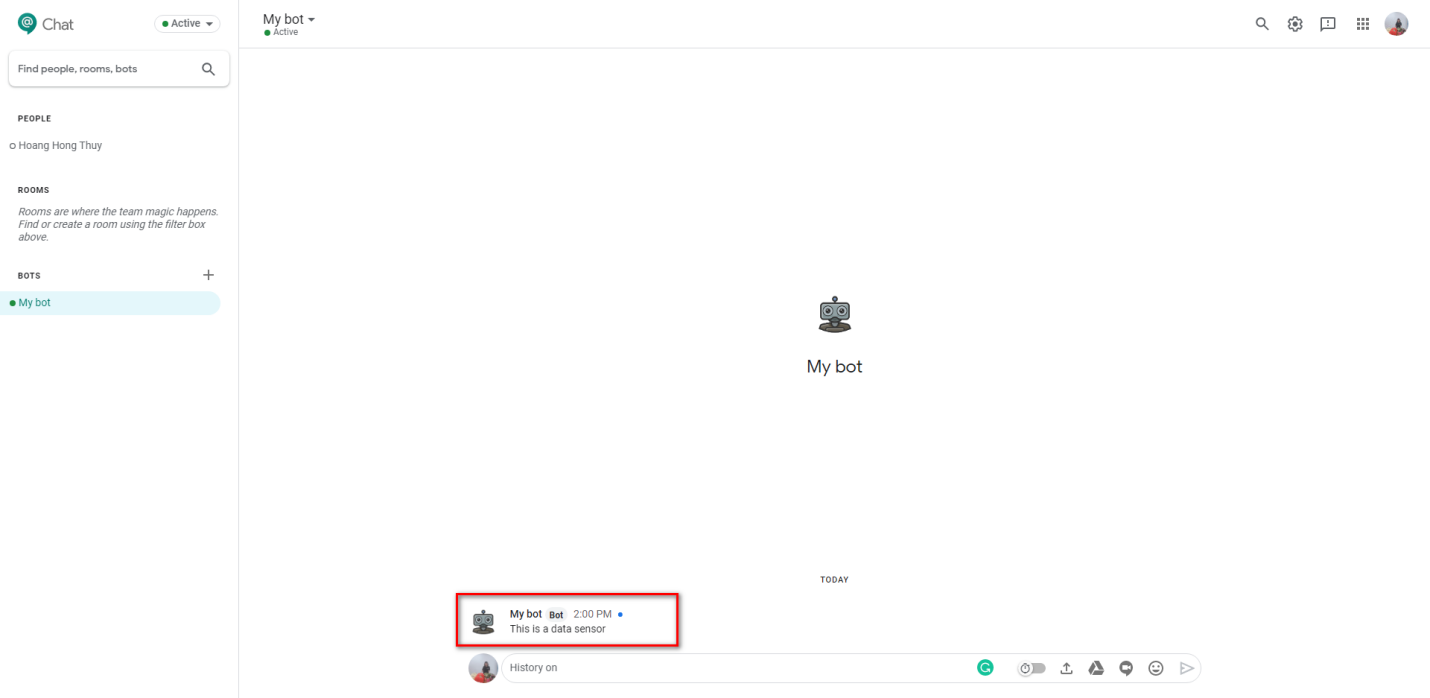 Chat
Active
Find people, rooms, bots
PEOPLE
Hoang Hong Thuy
ROOMS
Rooms are where the team magic happens.
Find or create a room using the filter box
above.
BOTS
My bot
My bot
Active
My bot
TODAY
My bot Bot 2:00 PM
This is a data sensor
History on